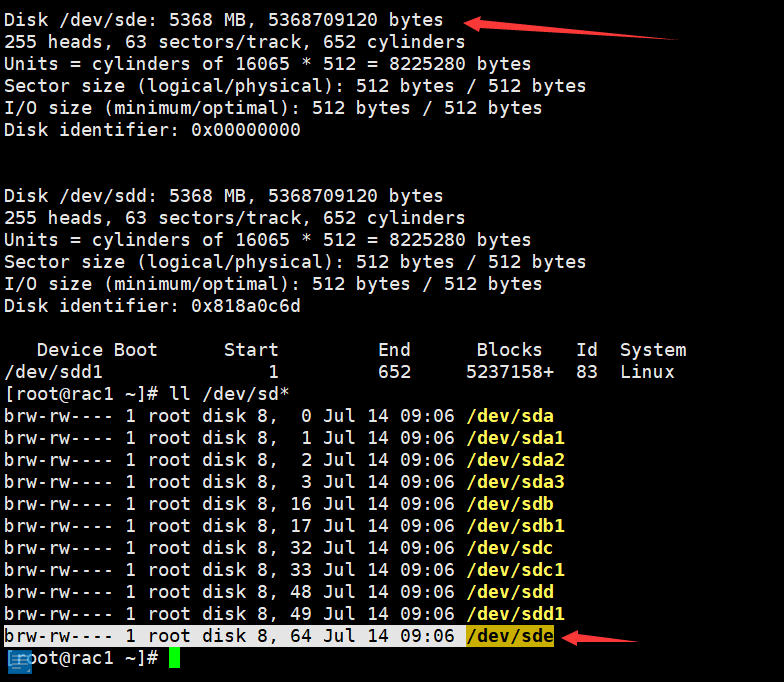 Disk /dev/sde: 5368 MB, 5368709120 bytes
255 heads, 63 sectors/track, 652 cylinders
Units = cylinders of 16065 * 512 = 8225280 bytes
Sector size (logical/physical): 512 bytes / 512 bytes
I/O size (minimum/optimal): 512 bytes / 512 bytes
Disk identifier: 0x00000000
Disk /dev/sdd: 5368 MB, 5368709120 bytes
255 heads, 63 sectors/track, 652 cylinders
Units = cylinders of 16065 * 512 = 8225280 bytes
Sector size (logical/physical): 512 bytes / 512 bytes
I/O size (minimum/optimal): 512 bytes / 512 bytes
Disk identifier: 0x818a0c6d
   Device Boot      Start         End      Blocks   Id  System
/dev/sdd1               1         652     5237158+  83  Linux
[root@rac1 ~]# ll /dev/sd*
brw-rw---- 1 root disk 8,  0 Jul 14 09:06 /dev/sda
brw-rw---- 1 root disk 8,  1 Jul 14 09:06 /dev/sda1
brw-rw---- 1 root disk 8,  2 Jul 14 09:06 /dev/sda2
brw-rw---- 1 root disk 8,  3 Jul 14 09:06 /dev/sda3
brw-rw---- 1 root disk 8, 16 Jul 14 09:06 /dev/sdb
brw-rw---- 1 root disk 8, 17 Jul 14 09:06 /dev/sdb1
brw-rw---- 1 root disk 8, 32 Jul 14 09:06 /dev/sdc
brw-rw---- 1 root disk 8, 33 Jul 14 09:06 /dev/sdc1
brw-rw---- 1 root disk 8, 48 Jul 14 09:06 /dev/sdd
brw-rw---- 1 root disk 8, 49 Jul 14 09:06 /dev/sdd1
brw-rw---- 1 root disk 8, 64 Jul 14 09:06 /dev/sde
[root@rac1 ~]#